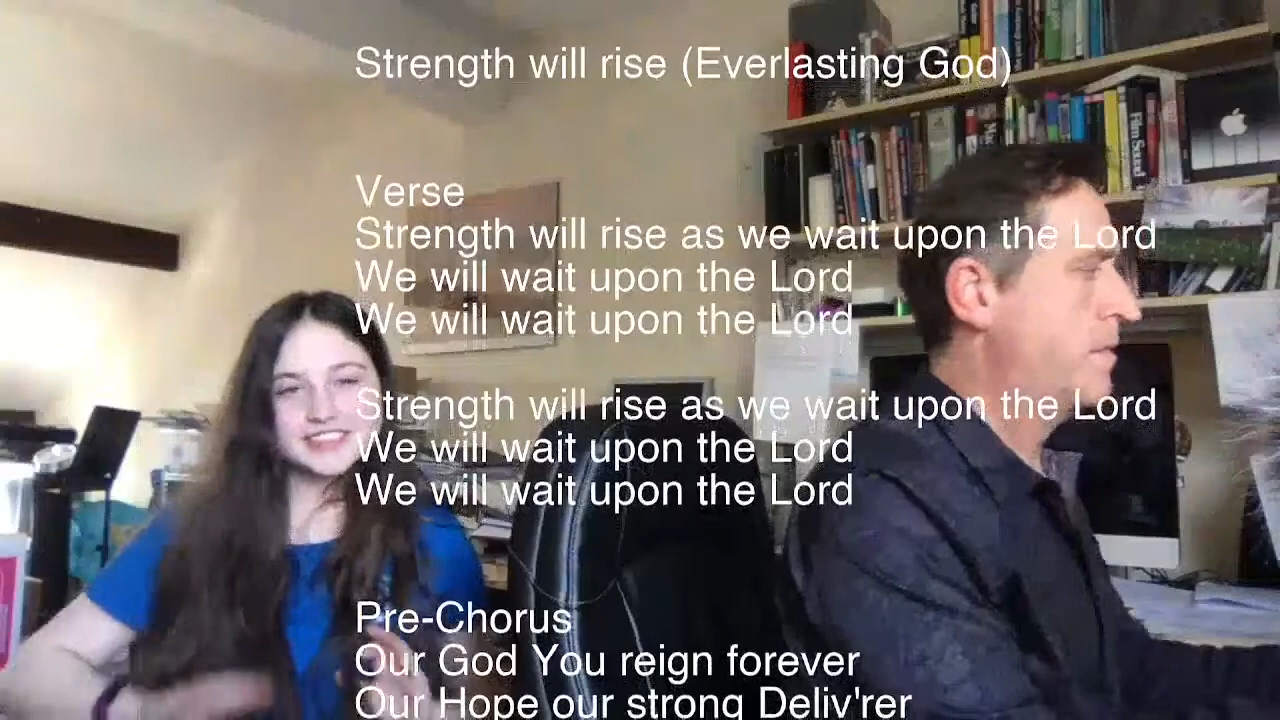 Strength will rise (Everlasting God)
Verse
Strength will rise as we wait upon the Lord
We will wait upon the Lord
We will wait upon the Lord
Strength will rise as we wait upon the Lord
We will wait upon the Lord
We will wait upon the Lord
Pre-Chorus
Our God You reign forever
Our Hope our strong Deliv'rer
Film Sound